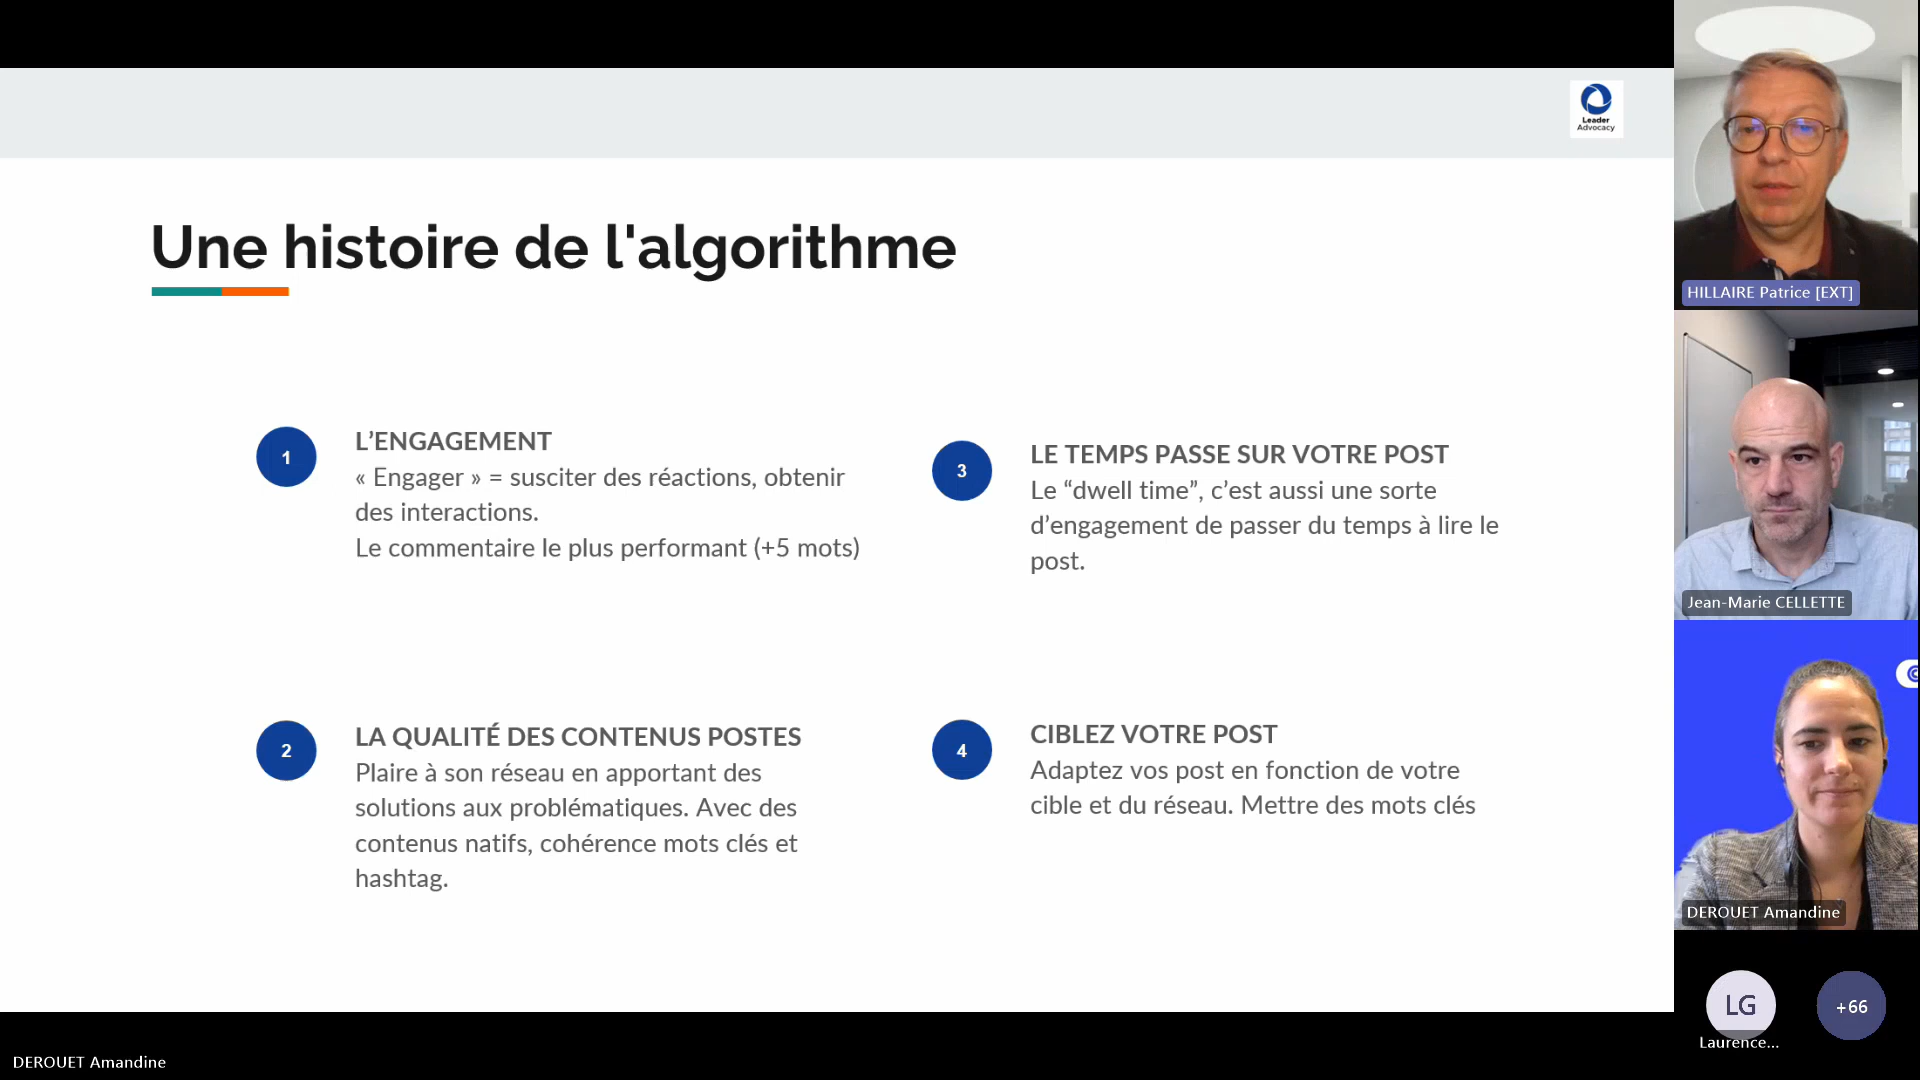 Leader
Advocacy
Une histoire de l'algorithme
1
L’ENGAGEMENT
« Engager » = susciter des réactions, obtenir
des interactions.
Le commentaire le plus performant (+5 mots)
2
LA QUALITÉ DES CONTENUS POSTES
Plaire à son réseau en apportant des
solutions aux problématiques. Avec des
contenus natifs, cohérence mots clés et
hashtag.
3
LE TEMPS PASSE SUR VOTRE POST
Le “dwell time”, c’est aussi une sorte
d’engagement de passer du temps à lire le
post.
4
CIBLEZ VOTRE POST
Adaptez vos post en fonction de votre
cible et du réseau. Mettre des mots clés
HILLAIRE Patrice [EXT]
Jean-Marie CELLETTE
DEROUET Amandine
LG
Laurence...
+66
DEROUET Amandine